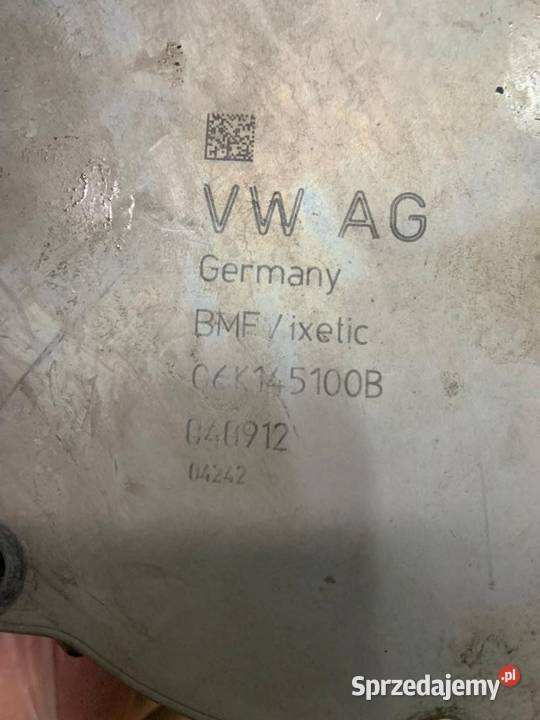 VW AG
Germany
BMF/ixetic
06K145100B
040912
04242
Sprzedajemy.pl